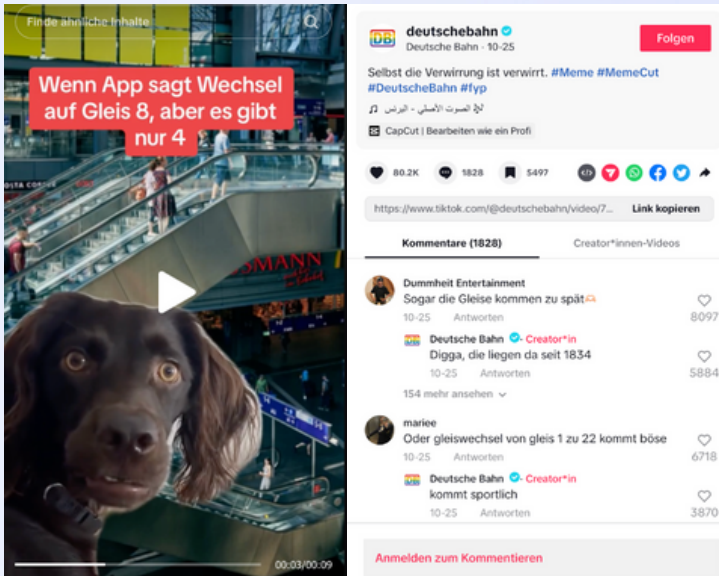 Finde ähnliche Inhalte
Wenn App sagt Wechsel
auf Gleis 8, aber es gibt
nur 4
SMANN
00:03/00:09
DB
deutschebahn
Deutsche Bahn · 10-25
Folgen
Selbst die Verwirrung ist verwirrt. #Meme #MemeCut
#DeutscheBahn #fyp
الصوت الأصلي - البرنس
CapCut | Bearbeiten wie ein Profi
80.2K
1828
5497
https://www.tiktok.com/@deutschebahn/video/7...
Link kopieren
Kommentare (1828)
Creator*innen-Videos
Dummheit Entertainment
Sogar die Gleise kommen zu spät🫶🏻
10-25 Antworten
8097
DB
Deutsche Bahn · Creator*in
Digga, die liegen da seit 1834
10-25 Antworten
5884
154 mehr ansehen
mariee
Oder gleiswechsel von gleis 1 zu 22 kommt böse
10-25 Antworten
6718
DB
Deutsche Bahn · Creator*in
kommt sportlich
10-25 Antworten
3870
Anmelden zum Kommentieren